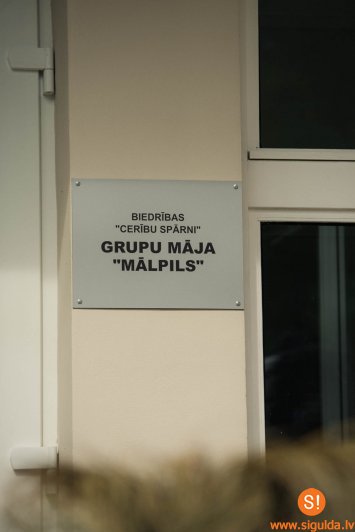 BIEDRĪBAS
"CERĪBU SPĀRNI"
GRUPU MĀJA
"MĀLPILS"
S!
www.sigulda.lv